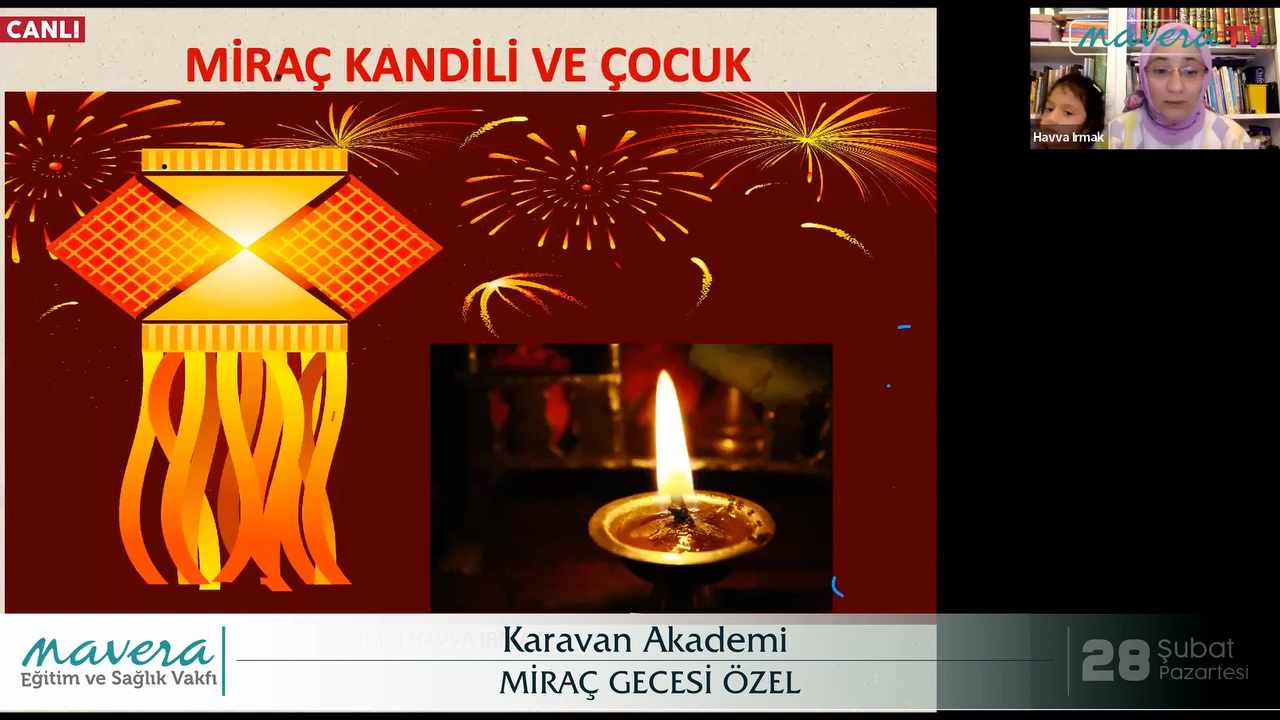 CANLI
MİRAÇ KANDİLİ VE ÇOCUK
mavera TV
Havva Irmak
mavera
Eğitim ve Sağlık Vakfı
Karavan Akademi
MİRAÇ GECESİ ÖZEL
28 Şubat
Pazartesi